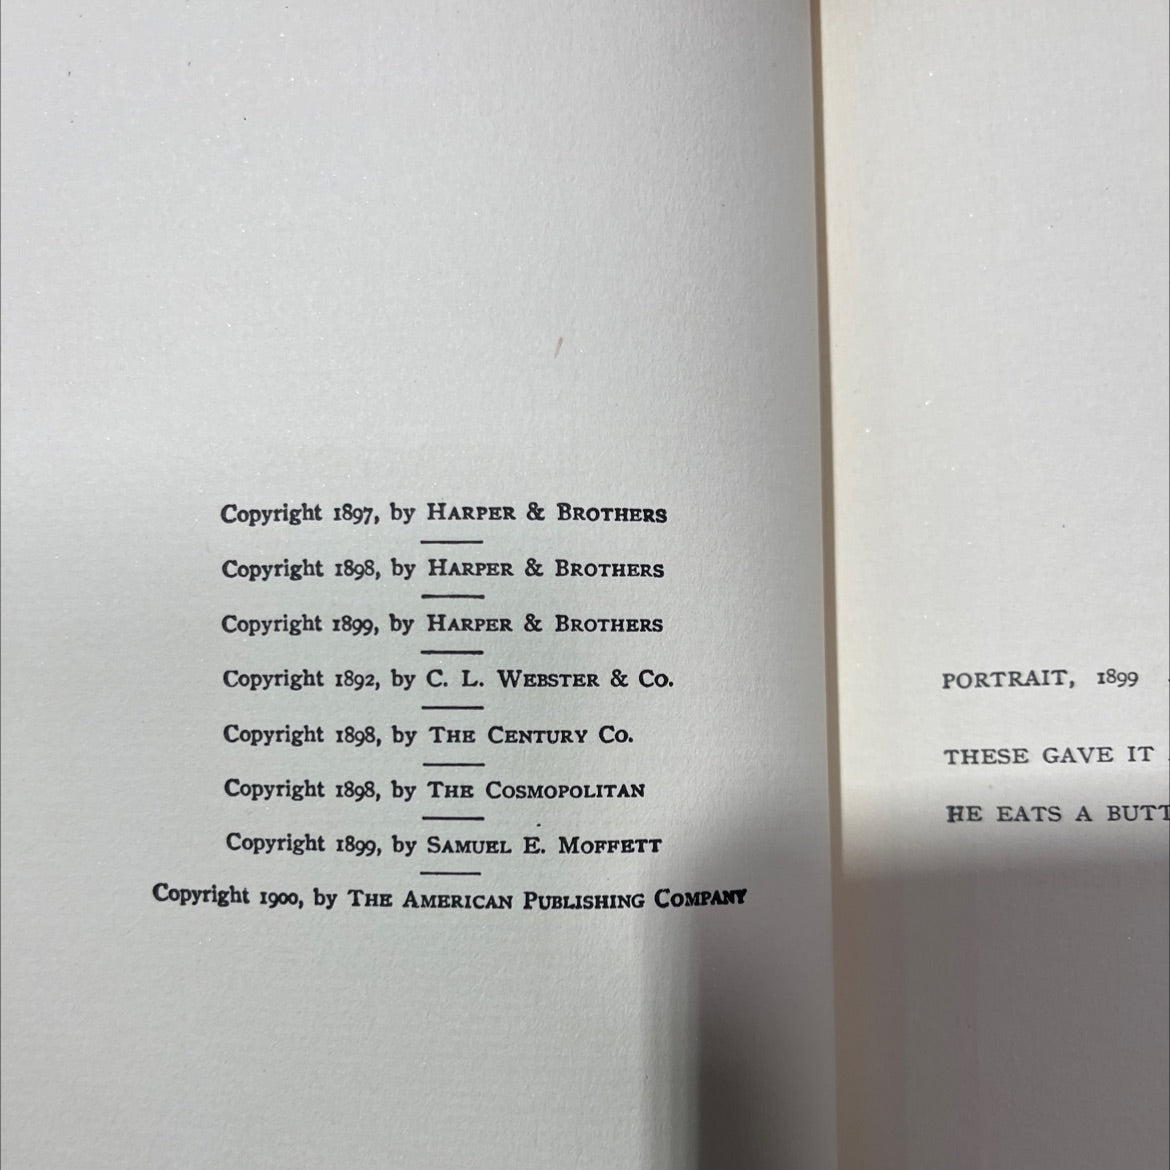 Copyright 1897, by HARPER & BROTHERS
Copyright 1898, by HARPER & BROTHERS
Copyright 1899, by HARPER & BROTHERS
Copyright 1892, by C. L. WEBSTER & Co.
Copyright 1898, by THE CENTURY CO.
Copyright 1898, by THE COSMOPOLITAN
Copyright 1899, by SAMUEL E. MOFFETT
Copyright 1900, by THE AMERICAN PUBLISHING COMPANY
PORTRAIT, 1899
THESE GAVE IT
HE EATS A